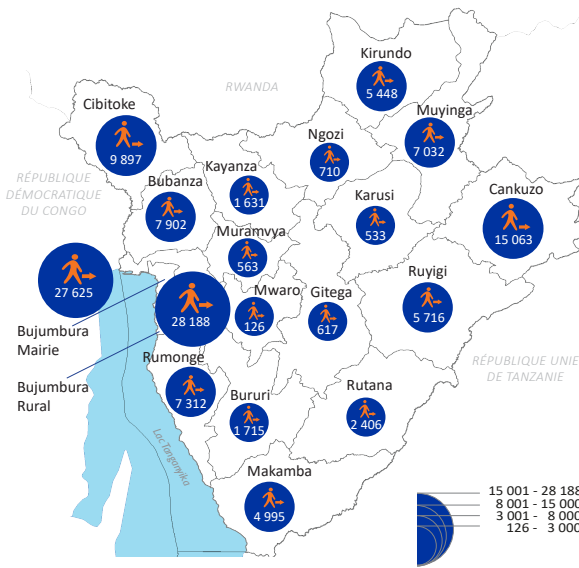 Kirundo
5 448
RWANDA
Cibitoke
9 897
Muyinga
7 032
Ngozi
710
RÉPUBLIQUE
DÉMOCRATIQUE
DU CONGO
Kayanza
1 631
Bubanza
7 902
Karusi
533
Cankuzo
15 063
Muramvya
563
27 625
Bujumbura
Mairie
28 188
Mwaro
126
Gitega
617
Ruyigi
5 716
Bujumbura
Rural
Rumonge
7 312
RÉPUBLIQUE UNIE
DE TANZANIE
Bururi
1 715
Rutana
2 406
Lac Tanganyika
Makamba
4 995
15 001 - 28 188
8 001 - 15 000
3 001 - 8 000
126 - 3 000